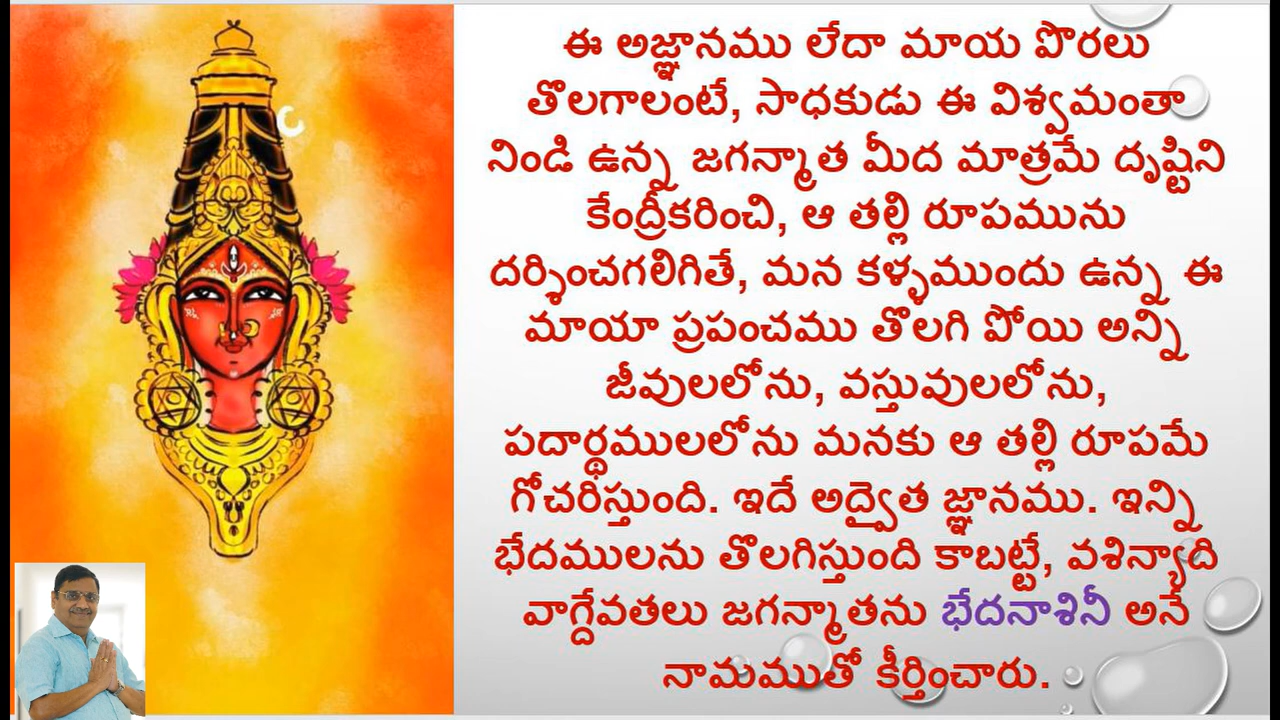 ఈ అజ్ఞానము లేదా మాయ పొరలు
తొలగాలంటే, సాధకుడు ఈ విశ్వమంతా
నిండి ఉన్న జగన్మాత మీద మాత్రమే దృష్టిని
కేంద్రీకరించి, ఆ తల్లి రూపమును
దర్శించగలిగితే, మన కళ్ళముందు ఉన్న ఈ
మాయా ప్రపంచము తొలగి పోయి అన్ని
జీవులలోను, వస్తువులలోను,
పదార్థములలోను మనకు ఆ తల్లి రూపమే
గోచరిస్తుంది. ఇదే అద్వైత జ్ఞానము. ఇన్ని
భేదములను తొలగిస్తుంది కాబట్టే, వశిన్యాది
వాగ్దేవతలు జగన్మాతను భేదనాశినీ అనే
నామముతో కీర్తించారు.